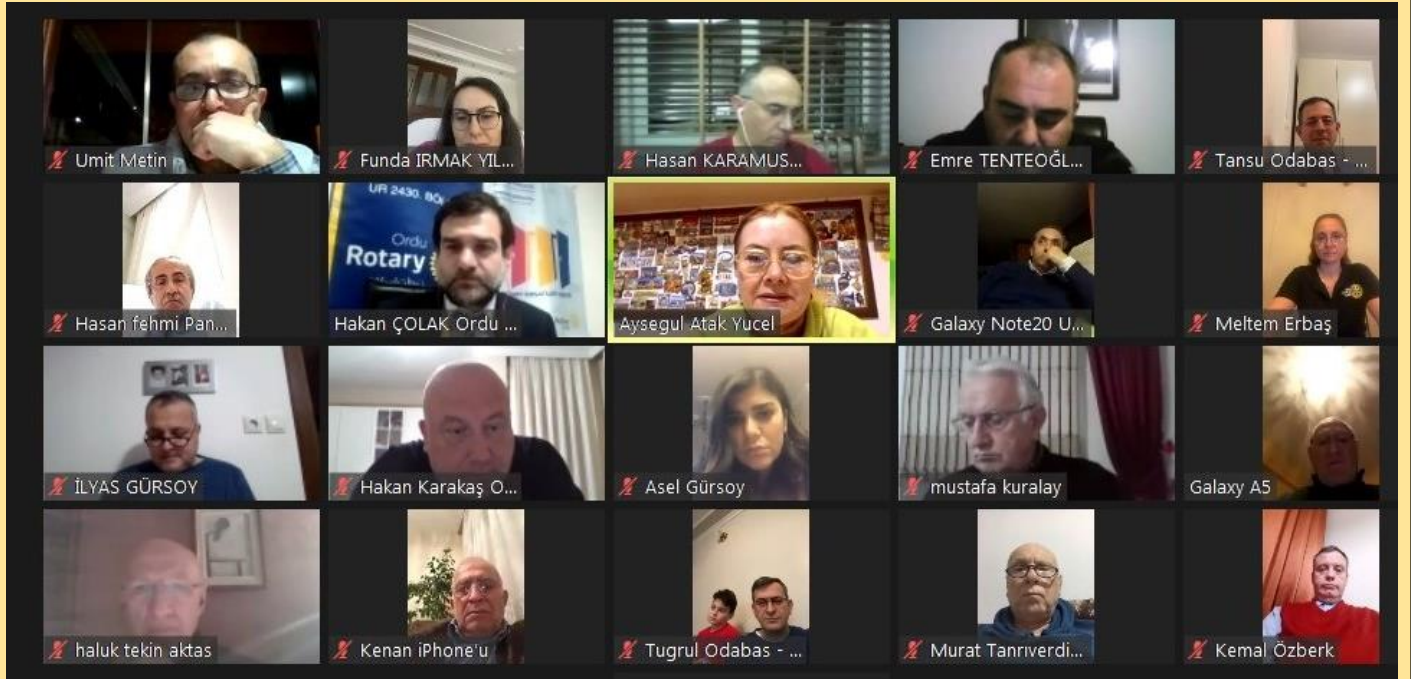 Umit Metin
Funda IRMAK YIL...
Hasan KARAMUS...
Emre TENTEOĞL...
Tansu Odabas - ...
Hasan fehmi Pan...
UR 2430. BÖ
Ordu
Rotary
Hakan ÇOLAK Ordu ...
Aysegul Atak Yucel
Galaxy Note20 U...
Meltem Erbaş
İLYAS GÜRSOY
Hakan Karakaş O...
Asel Gürsoy
mustafa kuralay
Galaxy A5
haluk tekin aktas
Kenan iPhone'u
Tugrul Odabas - ...
Murat Tanrıverdi...
Kemal Özberk